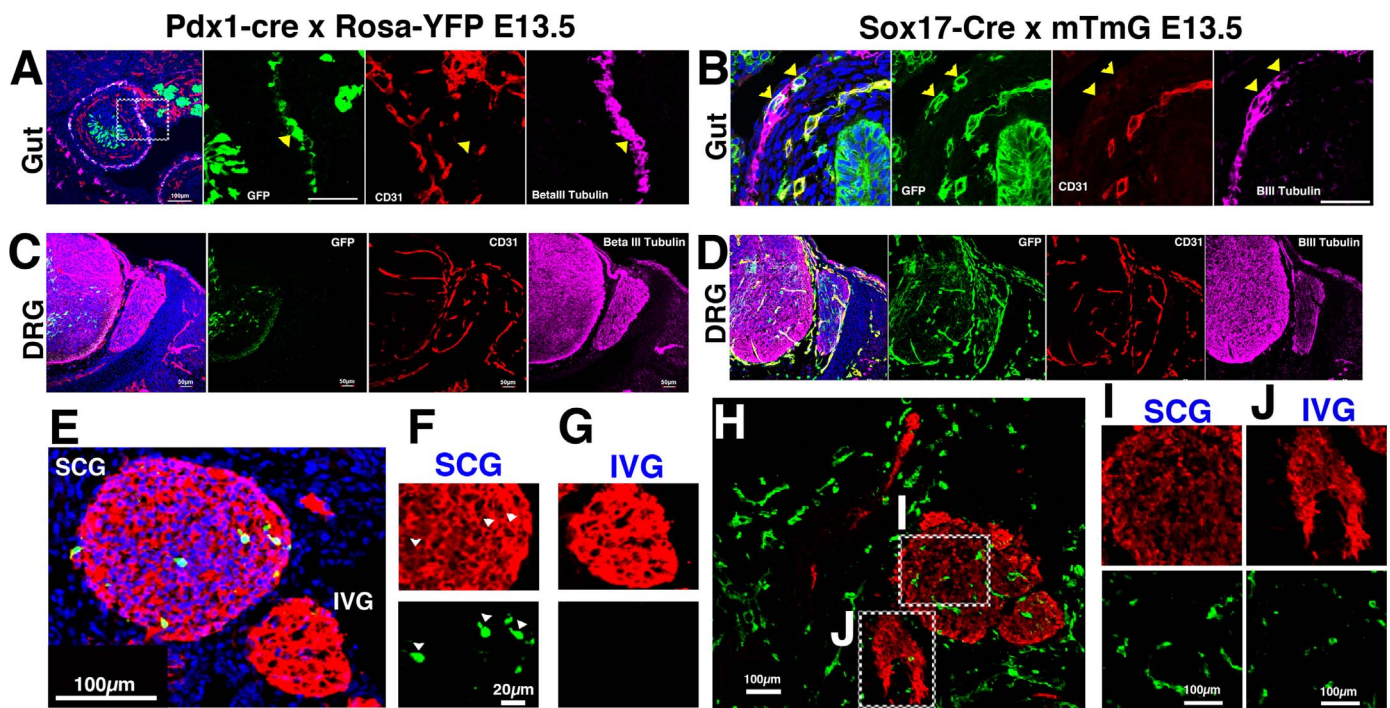 Pdx1-cre x Rosa-YFP E13.5
Sox17-Cre x mTmG E13.5
A
Gut
100µm
GFP
CD31
BetaIII Tubulin
B
Gut
GFP
CD31
BIII Tubulin
C
DRG
50µm
GFP
50µm
CD31
50µm
Beta III Tubulin
50µm
D
DRG
GFP
CD31
BIII Tubulin
E
SCG
IVG
100µm
F
SCG
20µm
G
IVG
H
I
J
100µm
I
SCG
100µm
J
IVG
100µm